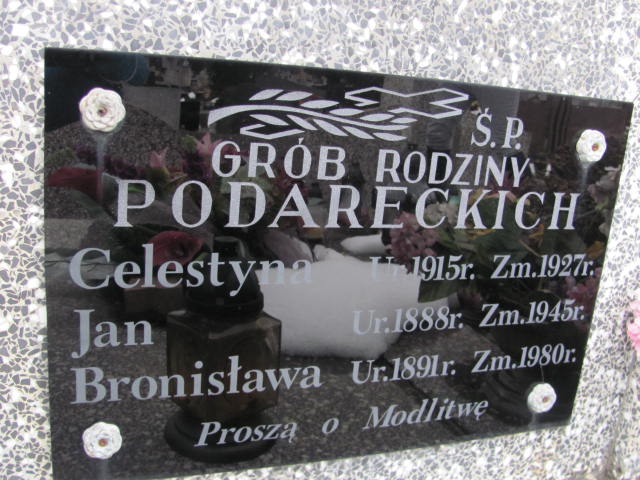 Ś.P.
GRÓB RODZINY
PODARECKICH
Celestyna Ur.1915r. Zm.1927r.
Jan Ur.1888r. Zm.1945r.
Bronisława Ur.1891r. Zm.1980r.
Proszą o Modlitwę